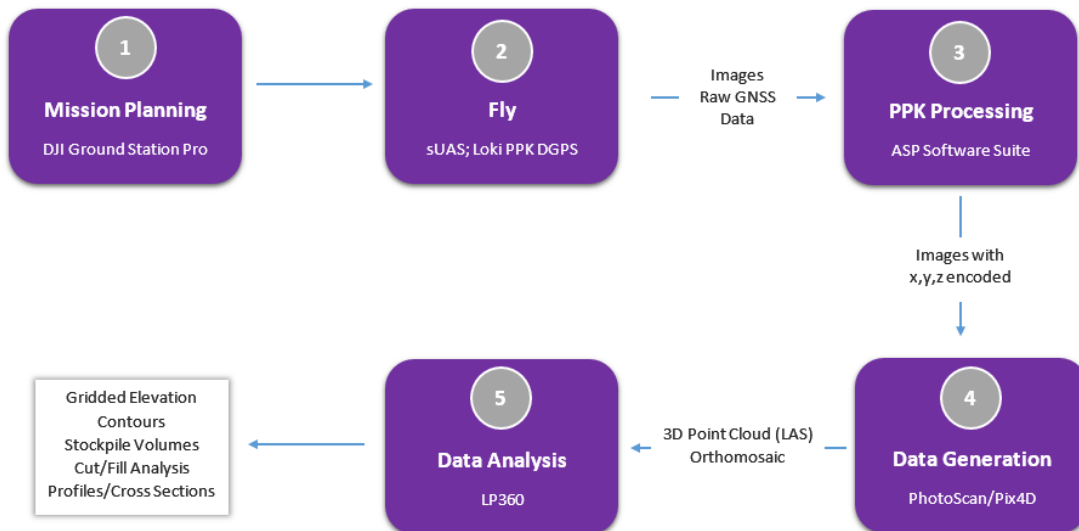 1
Mission Planning
DJI Ground Station Pro
2
Fly
sUAS; Loki PPK DGPS
Images
Raw GNSS
Data
3
PPK Processing
ASP Software Suite
Images with
x,y,z encoded
4
Data Generation
PhotoScan/Pix4D
3D Point Cloud (LAS)
Orthomosaic
5
Data Analysis
LP360
Gridded Elevation
Contours
Stockpile Volumes
Cut/Fill Analysis
Profiles/Cross Sections